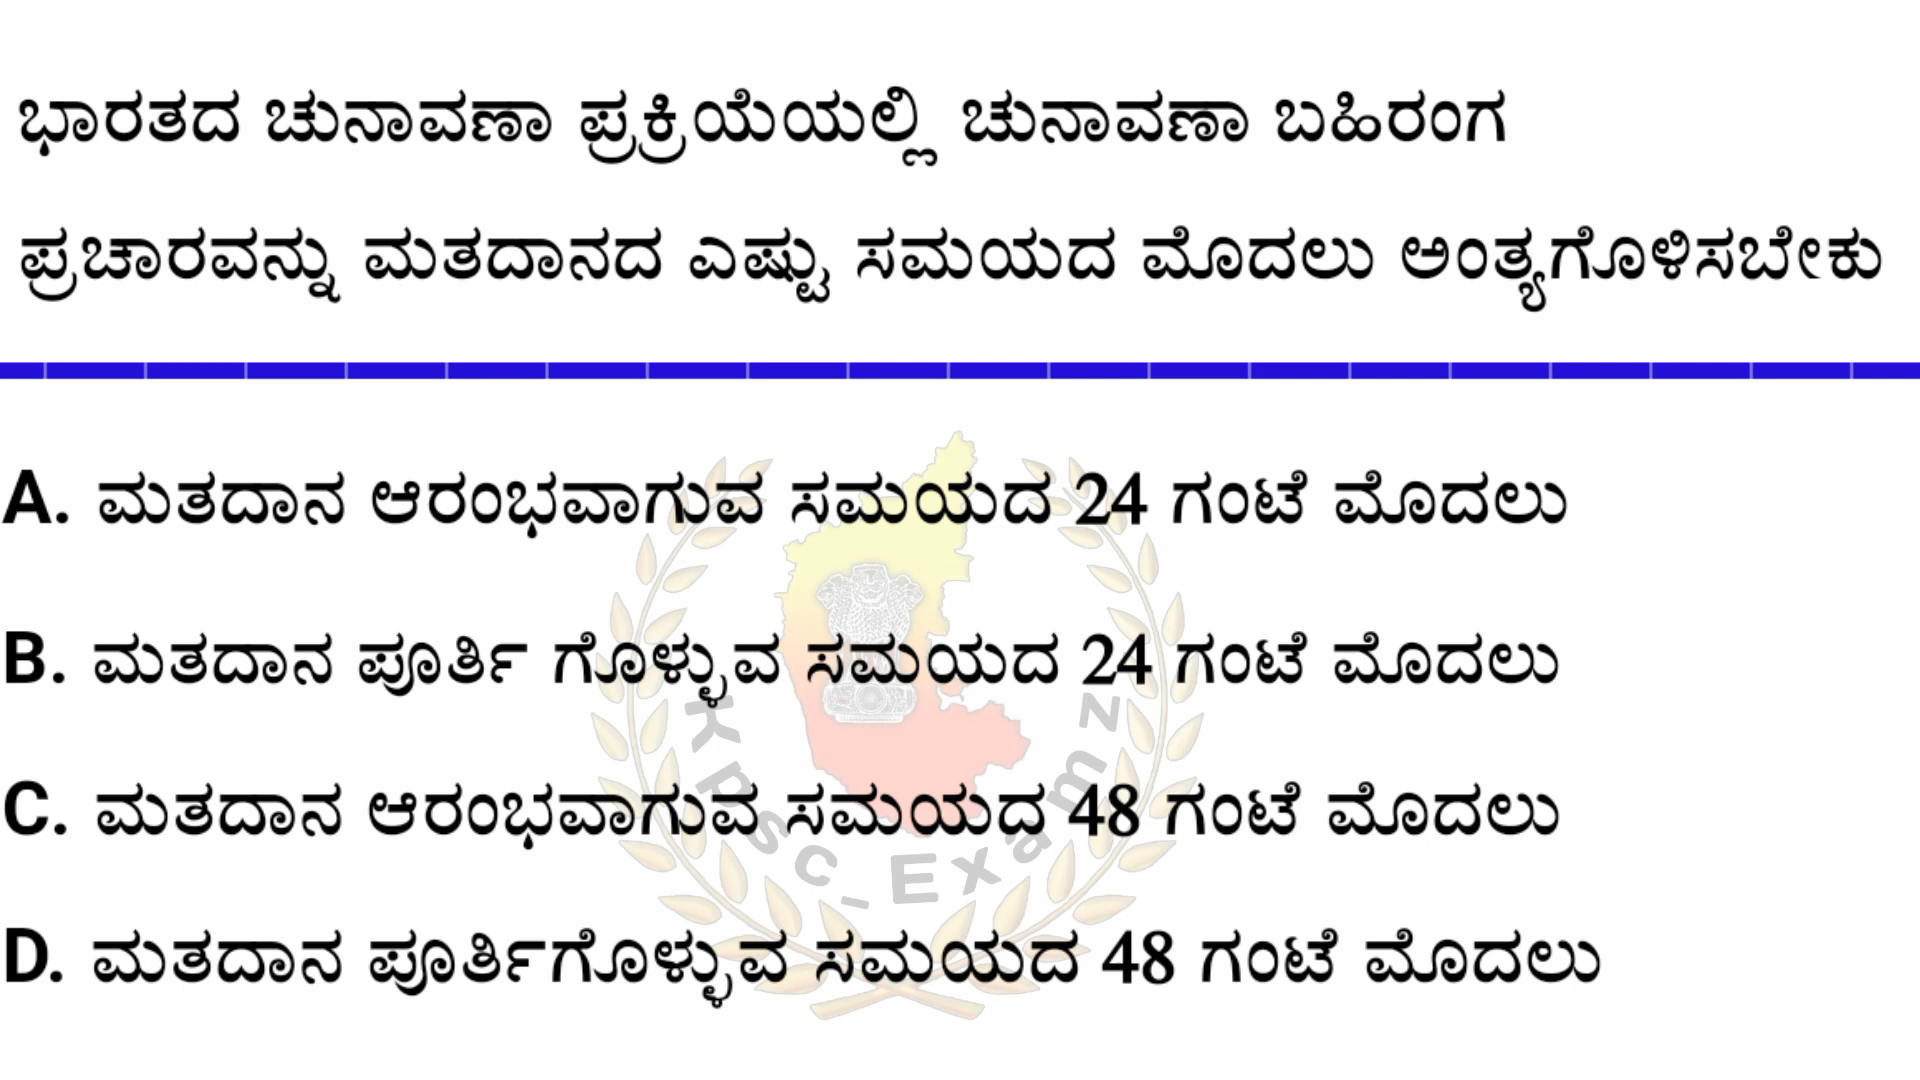 ಭಾರತದ ಚುನಾವಣಾ ಪ್ರಕ್ರಿಯೆಯಲ್ಲಿ ಚುನಾವಣಾ ಬಹಿರಂಗ
ಪ್ರಚಾರವನ್ನು ಮತದಾನದ ಎಷ್ಟು ಸಮಯದ ಮೊದಲು ಅಂತ್ಯಗೊಳಿಸಬೇಕು
A. ಮತದಾನ ಆರಂಭವಾಗುವ ಸಮಯದ 24 ಗಂಟೆ ಮೊದಲು
B. ಮತದಾನ ಪೂರ್ತಿ ಗೊಳ್ಳುವ ಸಮಯದ 24 ಗಂಟೆ ಮೊದಲು
C. ಮತದಾನ ಆರಂಭವಾಗುವ ಸಮಯದ 48 ಗಂಟೆ ಮೊದಲು
D. ಮತದಾನ ಪೂರ್ತಿಗೊಳ್ಳುವ ಸಮಯದ 48 ಗಂಟೆ ಮೊದಲು
Kpsc_Examz